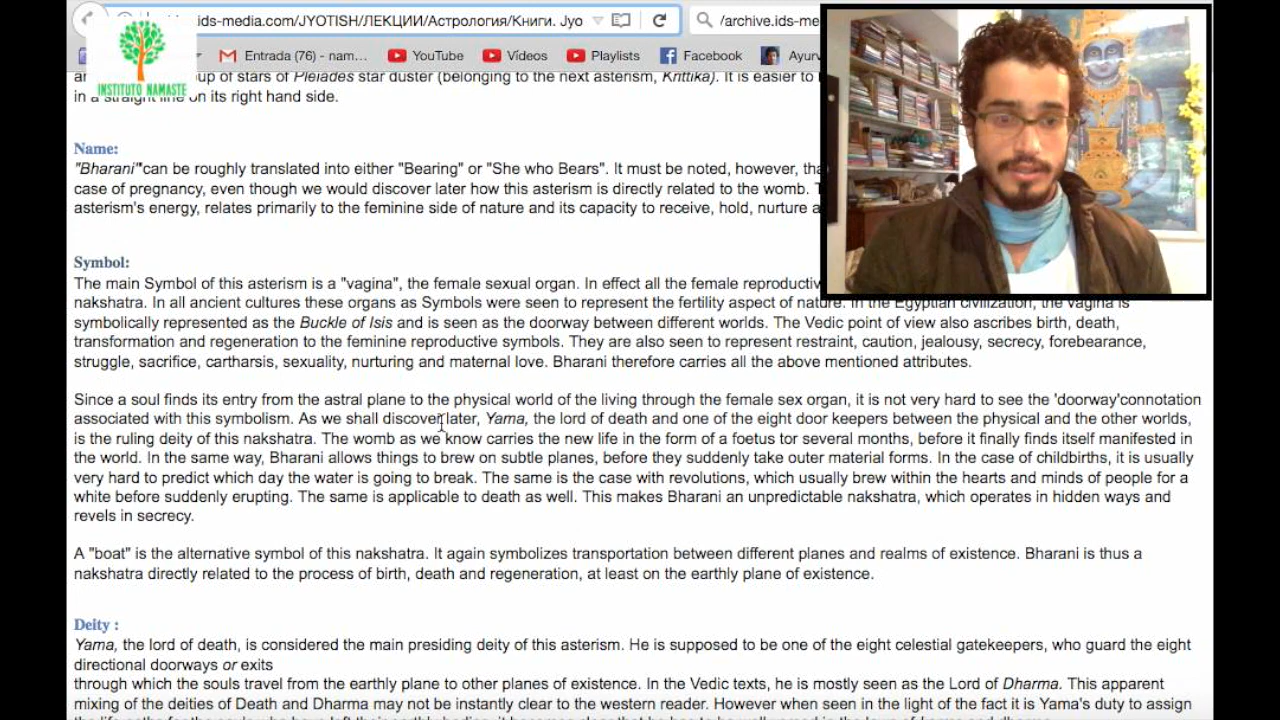 .ids-media.com/JYOTISH/ЛЕКЦИИ/Астрология/Книги. Jyo
/archive.ids-me
INSTITUTO NAMASTE
Entrada (76) - nam...
YouTube
Vídeos
Playlists
Facebook
Ayurv
up of stars of Pleiades star duster (belonging to the next asterism, Krittika). It is easier to
in a straight line on its right hand side.
Name:
"Bharani"can be roughly translated into either "Bearing" or "She who Bears". It must be noted, however, tha
case of pregnancy, even though we would discover later how this asterism is directly related to the womb.
asterism's energy, relates primarily to the feminine side of nature and its capacity to receive, hold, nurture a
Symbol:
The main Symbol of this asterism is a "vagina", the female sexual organ. In effect all the female reproductiv
nakshatra. In all ancient cultures these organs as Symbols were seen to represent the fertility aspect of nature. In the Egyptian civilization, the vagina is
symbolically represented as the Buckle of Isis and is seen as the doorway between different worlds. The Vedic point of view also ascribes birth, death,
transformation and regeneration to the feminine reproductive symbols. They are also seen to represent restraint, caution, jealousy, secrecy, forebearance,
struggle, sacrifice, cartharsis, sexuality, nurturing and maternal love. Bharani therefore carries all the above mentioned attributes.
Since a soul finds its entry from the astral plane to the physical world of the living through the female sex organ, it is not very hard to see the 'doorway'connotation
associated with this symbolism. As we shall discover later, Yama, the lord of death and one of the eight door keepers between the physical and the other worlds,
is the ruling deity of this nakshatra. The womb as we know carries the new life in the form of a foetus tor several months, before it finally finds itself manifested in
the world. In the same way, Bharani allows things to brew on subtle planes, before they suddenly take outer material forms. In the case of childbirths, it is usually
very hard to predict which day the water is going to break. The same is the case with revolutions, which usually brew within the hearts and minds of people for a
white before suddenly erupting. The same is applicable to death as well. This makes Bharani an unpredictable nakshatra, which operates in hidden ways and
revels in secrecy.
A "boat" is the alternative symbol of this nakshatra. It again symbolizes transportation between different planes and realms of existence. Bharani is thus a
nakshatra directly related to the process of birth, death and regeneration, at least on the earthly plane of existence.
Deity :
Yama, the lord of death, is considered the main presiding deity of this asterism. He is supposed to be one of the eight celestial gatekeepers, who guard the eight
directional doorways or exits
through which the souls travel from the earthly plane to other planes of existence. In the Vedic texts, he is mostly seen as the Lord of Dharma. This apparent
mixing of the deities of Death and Dharma may not be instantly clear to the western reader. However when seen in the light of the fact it is Yama's duty to assign